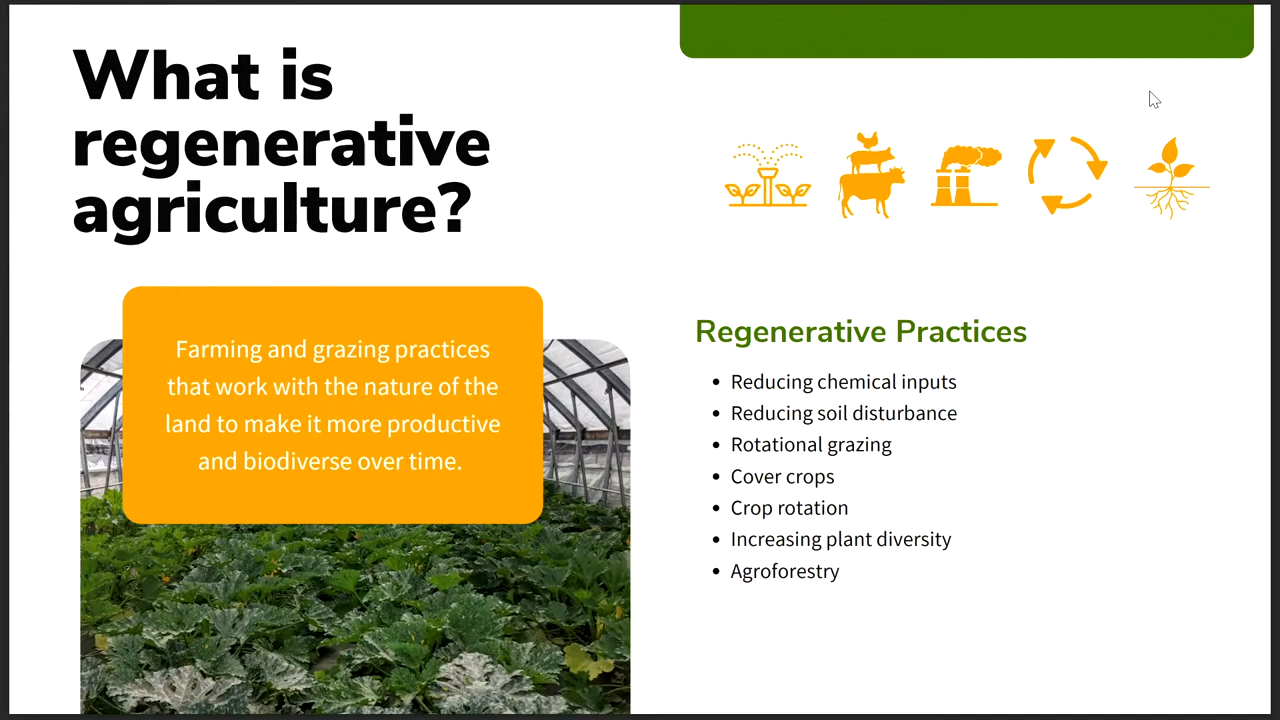 What is
regenerative
agriculture?
Farming and grazing practices
that work with the nature of the
land to make it more productive
and biodiverse over time.
Regenerative Practices
• Reducing chemical inputs
• Reducing soil disturbance
• Rotational grazing
• Cover crops
• Crop rotation
• Increasing plant diversity
• Agroforestry